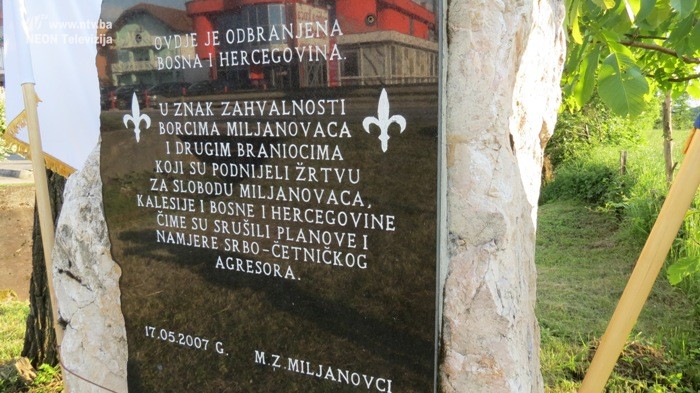 www.ntv.ba
NEON Televizija
OVDJE JE ODBRANJENA
BOSNA I HERCEGOVINA.
U ZNAK ZAHVALNOSTI
BORCIMA MILJANOVACA
I DRUGIM BRANIOCIMA
KOJI SU PODNIJELI ŽRTVU
ZA SLOBODU MILJANOVACA,
KALESIJE I BOSNE I HERCEGOVINE
ČIME SU SRUŠILI PLANOVE I
NAMJERE SRBO-ČETNIČKOG
AGRESORA.
17.05.2007 G. M.Z.MILJANOVCI